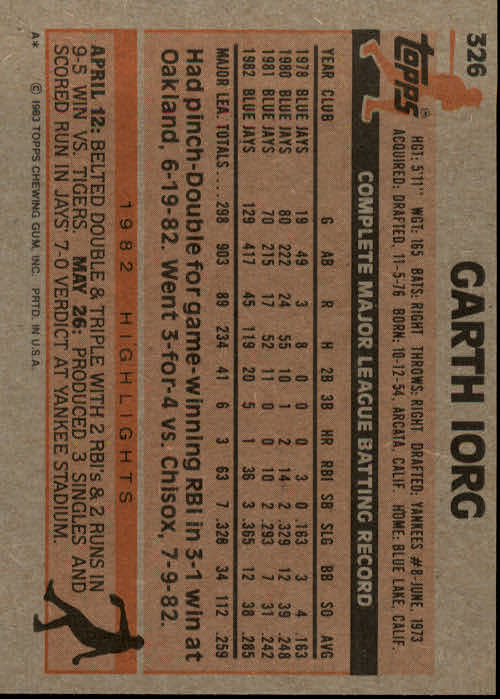 326
topps®
GARTH IORG
HGT: 5'11" WGT: 165 BATS: RIGHT THROWS: RIGHT DRAFTED: YANKEES #8-JUNE, 1973
ACQUIRED: DRAFTED, 11-5-76 BORN: 10-12-54, ARCATA, CALIF. HOME: BLUE LAKE, CALIF.
COMPLETE MAJOR LEAGUE BATTING RECORD
YEAR CLUB G AB R H 2B 3B HR RBI SB SLG BB SO AVG
1978 BLUE JAYS 19 49 3 8 0 0 0 3 0 .163 3 4 .163
1980 BLUE JAYS 80 222 24 55 10 1 2 14 2 .329 12 39 .248
1981 BLUE JAYS 70 215 17 52 11 0 0 10 2 .293 7 31 .242
1982 BLUE JAYS 129 417 45 119 20 5 1 36 3 .365 12 38 .285
MAJOR LEA. TOTALS..... 298 903 89 234 41 6 3 63 7 .328 34 112 .259
Had pinch-Double for game-winning RBI in 3-1 win at
Oakland, 6-19-82. Went 3-for-4 vs. Chisox, 7-9-82.
1982 HIGHLIGHTS
APRIL 12: BELTED DOUBLE & TRIPLE WITH 2 RBI's & 2 RUNS IN
9-5 WIN VS. TIGERS. MAY 26: PRODUCED 3 SINGLES AND
SCORED RUN IN JAYS' 7-0 VERDICT AT YANKEE STADIUM.
A* © 1983 TOPPS CHEWING GUM, INC. PRTD. IN U.S.A.